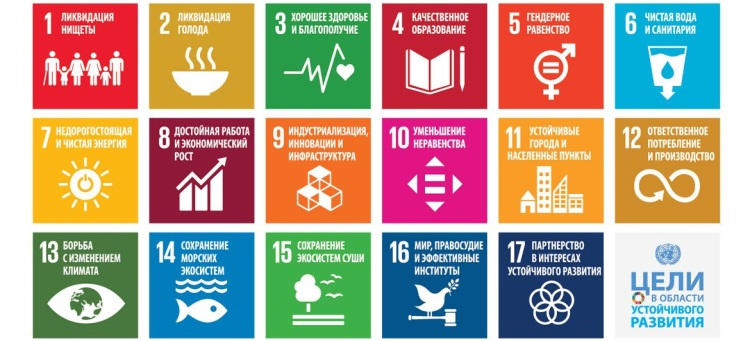 1 ЛИКВИДАЦИЯ
НИЩЕТЫ
2 ЛИКВИДАЦИЯ
ГОЛОДА
3 ХОРОШЕЕ ЗДОРОВЬЕ
И БЛАГОПОЛУЧИЕ
4 КАЧЕСТВЕННОЕ
ОБРАЗОВАНИЕ
5 ГЕНДЕРНОЕ
РАВЕНСТВО
6 ЧИСТАЯ ВОДА
И САНИТАРИЯ
7 НЕДОРОГОСТОЯЩАЯ
И ЧИСТАЯ ЭНЕРГИЯ
8 ДОСТОЙНАЯ РАБОТА
И ЭКОНОМИЧЕСКИЙ
РОСТ
9 ИНДУСТРИАЛИЗАЦИЯ,
ИННОВАЦИИ И
ИНФРАСТРУКТУРА
10 УМЕНЬШЕНИЕ
НЕРАВЕНСТВА
11 УСТОЙЧИВЫЕ
ГОРОДА И
НАСЕЛЕННЫЕ ПУНКТЫ
12 ОТВЕТСТВЕННОЕ
ПОТРЕБЛЕНИЕ
И ПРОИЗВОДСТВО
13 БОРЬБА
С ИЗМЕНЕНИЕМ
КЛИМАТА
14 СОХРАНЕНИЕ
МОРСКИХ
ЭКОСИСТЕМ
15 СОХРАНЕНИЕ
ЭКОСИСТЕМ СУШИ
16 МИР, ПРАВОСУДИЕ
И ЭФФЕКТИВНЫЕ
ИНСТИТУТЫ
17 ПАРТНЕРСТВО
В ИНТЕРЕСАХ
УСТОЙЧИВОГО РАЗВИТИЯ
ЦЕЛИ
В ОБЛАСТИ
УСТОЙЧИВОГО
РАЗВИТИЯ